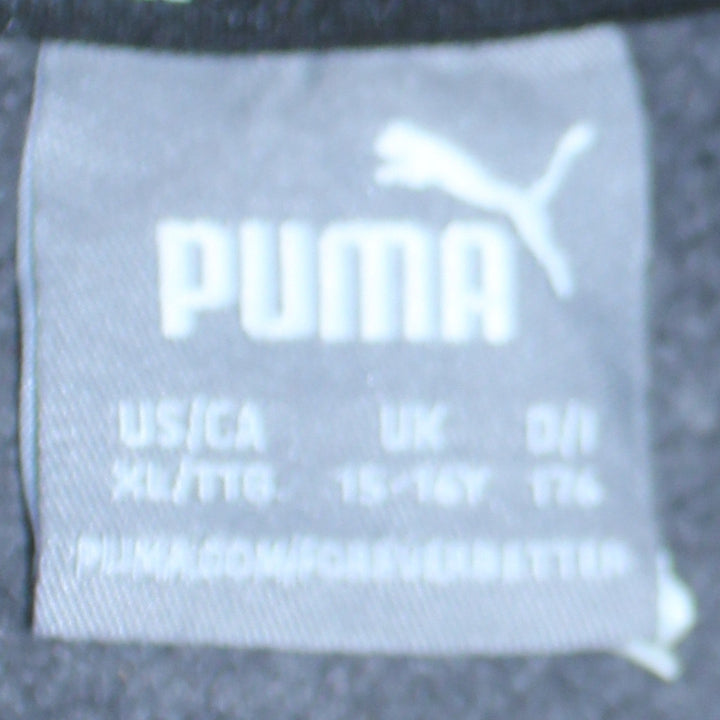 PUMA
US/CA UK D/I
XL/TTG 15-16Y 176
PUMA.COM/FOREVERBETTER